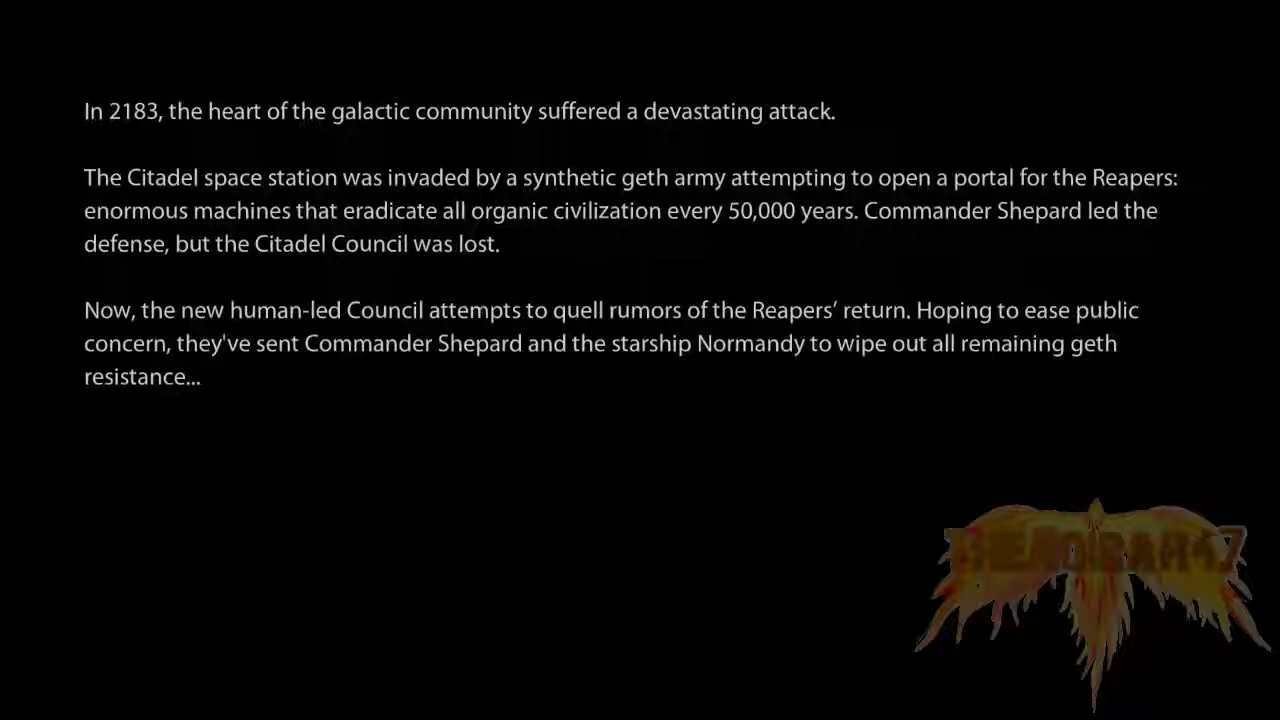 In 2183, the heart of the galactic community suffered a devastating attack.
The Citadel space station was invaded by a synthetic geth army attempting to open a portal for the Reapers:
enormous machines that eradicate all organic civilization every 50,000 years. Commander Shepard led the
defense, but the Citadel Council was lost.
Now, the new human-led Council attempts to quell rumors of the Reapers’ return. Hoping to ease public
concern, they've sent Commander Shepard and the starship Normandy to wipe out all remaining geth
resistance...